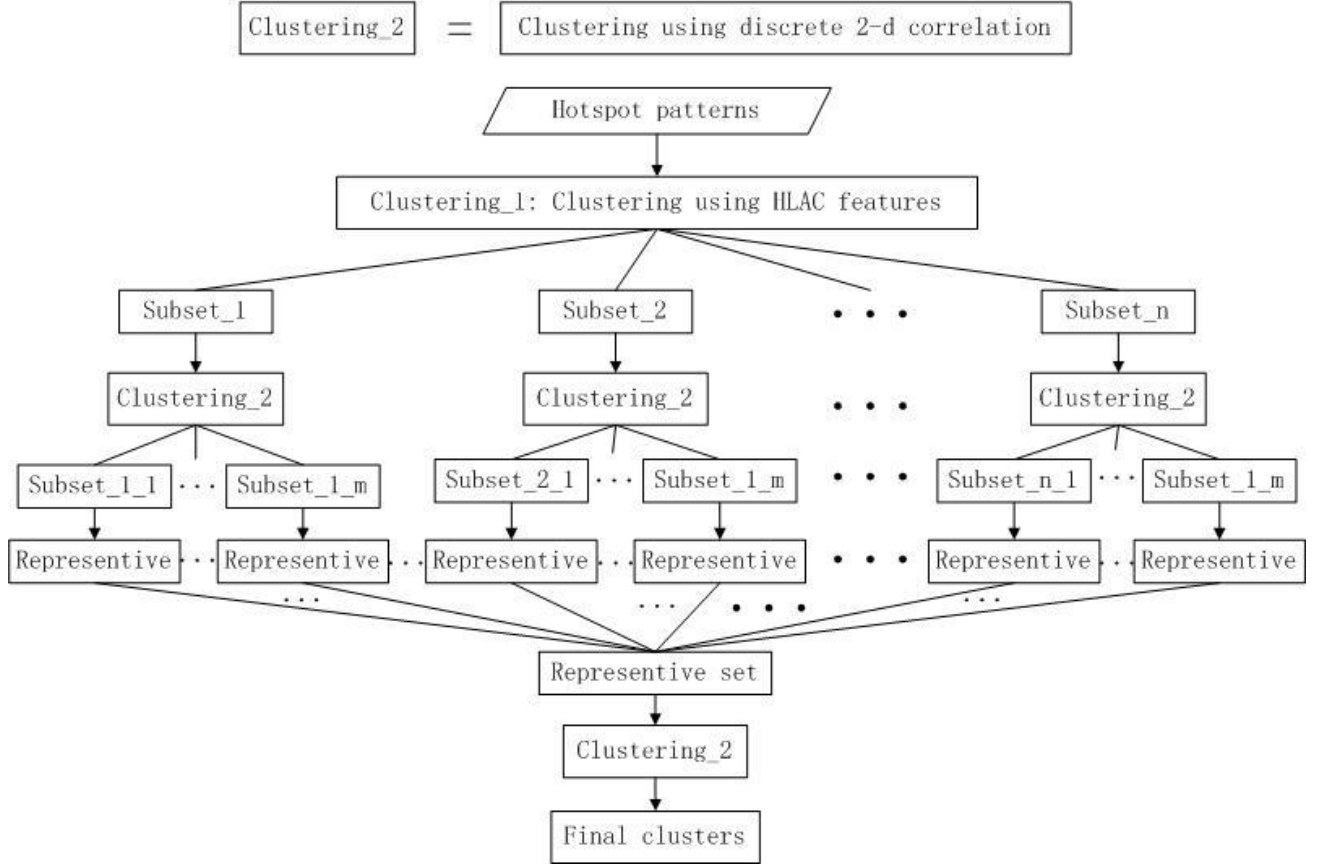 Clustering_2 = Clustering using discrete 2-d correlation
Hotspot patterns
Clustering_1: Clustering using HLAC features
Subset_1 Subset_2 • • • Subset_n
Clustering_2 Clustering_2 • • • Clustering_2
Subset_1_1 ... Subset_1_m Subset_2_1 ... Subset_1_m • • • Subset_n_1 ... Subset_1_m
Representive ... Representive ... Representive ... Representive • • • Representive ... Representive
... ... • • • ...
Representive set
Clustering_2
Final clusters